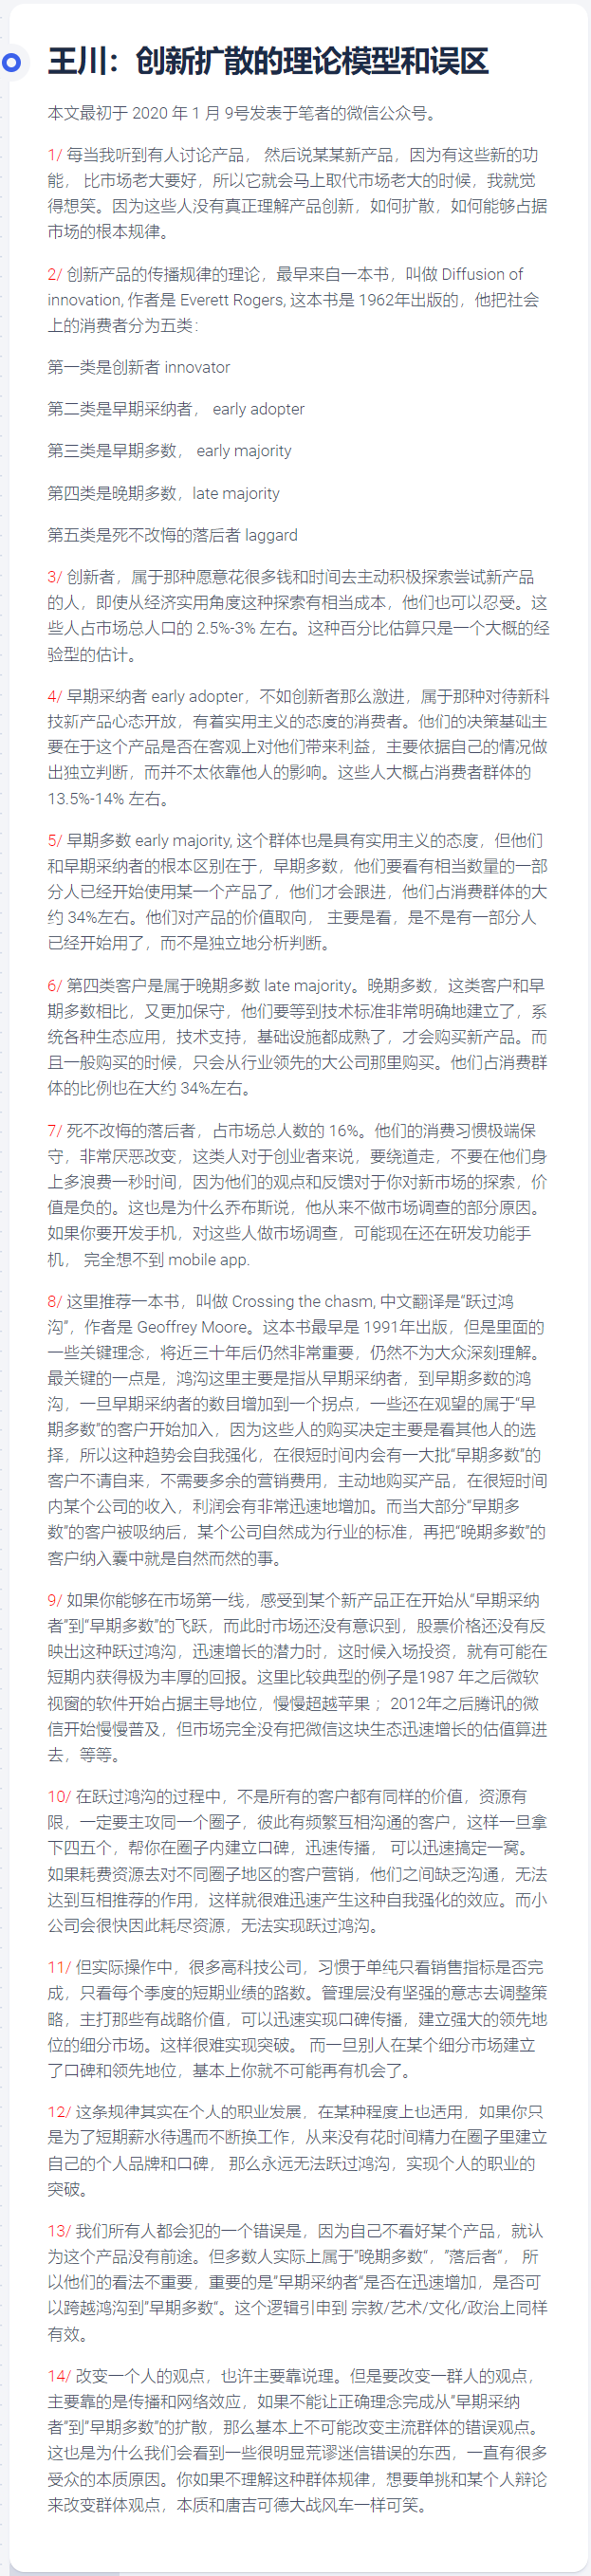 王川：创新扩散的理论模型和误区
本文最初于 2020 年 1 月 9号发表于笔者的微信公众号。
1/ 每当我听到有人讨论产品， 然后说某某新产品，因为有这些新的功
能， 比市场老大要好，所以它就会马上取代市场老大的时候，我就觉
得想笑。因为这些人没有真正理解产品创新，如何扩散，如何能够占据
市场的根本规律。
2/ 创新产品的传播规律的理论，最早来自一本书，叫做 Diffusion of
innovation, 作者是 Everett Rogers, 这本书是 1962年出版的，他把社会
上的消费者分为五类：
第一类是创新者 innovator
第二类是早期采纳者， early adopter
第三类是早期多数， early majority
第四类是晚期多数，late majority
第五类是死不改悔的落后者 laggard
3/ 创新者，属于那种愿意花很多钱和时间去主动积极探索尝试新产品
的人，即使从经济实用角度这种探索有相当成本，他们也可以忍受。这
些人占市场总人口的 2.5%-3% 左右。这种百分比估算只是一个大概的经
验型的估计。
4/ 早期采纳者 early adopter，不如创新者那么激进，属于那种对待新科
技新产品心态开放，有着实用主义的态度的消费者。他们的决策基础主
要在于这个产品是否在客观上对他们带来利益，主要依据自己的情况做
出独立判断，而并不太依靠他人的影响。这些人大概占消费者群体的
13.5%-14% 左右。
5/ 早期多数 early majority, 这个群体也是具有实用主义的态度，但他们
和早期采纳者的根本区别在于，早期多数，他们要看有相当数量的一部
分人已经开始使用某一个产品了，他们才会跟进，他们占消费群体的大
约 34%左右。他们对产品的价值取向， 主要是看，是不是有一部分人
已经开始用了，而不是独立地分析判断。
6/ 第四类客户是属于晚期多数 late majority。晚期多数，这类客户和早
期多数相比，又更加保守，他们要等到技术标准非常明确地建立了，系
统各种生态应用，技术支持，基础设施都成熟了，才会购买新产品。而
且一般购买的时候，只会从行业领先的大公司那里购买。他们占消费群
体的比例也在大约 34%左右。
7/ 死不改悔的落后者，占市场总人数的 16%。他们的消费习惯极端保
守，非常厌恶改变，这类人对于创业者来说，要绕道走，不要在他们身
上多浪费一秒时间，因为他们的观点和反馈对于你对新市场的探索，价
值是负的。这也是为什么乔布斯说，他从来不做市场调查的部分原因。
如果你要开发手机，对这些人做市场调查，可能现在还在研发功能手
机， 完全想不到 mobile app.
8/ 这里推荐一本书，叫做 Crossing the chasm, 中文翻译是“跃过鸿
沟”，作者是 Geoffrey Moore。这本书最早是 1991年出版，但是里面的
一些关键理念，将近三十年后仍然非常重要，仍然不为大众深刻理解。
最关键的一点是，鸿沟这里主要是指从早期采纳者，到早期多数的鸿
沟，一旦早期采纳者的数目增加到一个拐点，一些还在观望的属于“早
期多数”的客户开始加入，因为这些人的购买决定主要是看其他人的选
择，所以这种趋势会自我强化，在很短时间内会有一大批“早期多数”的
客户不请自来，不需要多余的营销费用，主动地购买产品，在很短时间
内某个公司的收入，利润会有非常迅速地增加。而当大部分“早期多
数”的客户被吸纳后，某个公司自然成为行业的标准，再把“晚期多数”的
客户纳入囊中就是自然而然的事。
9/ 如果你能够在市场第一线，感受到某个新产品正在开始从“早期采纳
者”到“早期多数”的飞跃，而此时市场还没有意识到，股票价格还没有反
映出这种跃过鸿沟，迅速增长的潜力时，这时候入场投资，就有可能在
短期内获得极为丰厚的回报。这里比较典型的例子是1987 年之后微软
视窗的软件开始占据主导地位，慢慢超越苹果 ；2012年之后腾讯的微
信开始慢慢普及，但市场完全没有把微信这块生态迅速增长的估值算进
去，等等。
10/ 在跃过鸿沟的过程中，不是所有的客户都有同样的价值，资源有
限，一定要主攻同一个圈子，彼此有频繁互相沟通的客户，这样一旦拿
下四五个，帮你在圈子内建立口碑，迅速传播， 可以迅速搞定一窝。
如果耗费资源去对不同圈子地区的客户营销，他们之间缺乏沟通，无法
达到互相推荐的作用，这样就很难迅速产生这种自我强化的效应。而小
公司会很快因此耗尽资源，无法实现跃过鸿沟。
11/ 但实际操作中，很多高科技公司，习惯于单纯只看销售指标是否完
成，只看每个季度的短期业绩的路数。管理层没有坚强的意志去调整策
略，主打那些有战略价值，可以迅速实现口碑传播，建立强大的领先地
位的细分市场。这样很难实现突破。 而一旦别人在某个细分市场建立
了口碑和领先地位，基本上你就不可能再有机会了。
12/ 这条规律其实在个人的职业发展，在某种程度上也适用，如果你只
是为了短期薪水待遇而不断换工作，从来没有花时间精力在圈子里建立
自己的个人品牌和口碑， 那么永远无法跃过鸿沟，实现个人的职业的
突破。
13/ 我们所有人都会犯的一个错误是，因为自己不看好某个产品，就认
为这个产品没有前途。但多数人实际上属于”晚期多数“，”落后者“， 所
以他们的看法不重要，重要的是”早期采纳者“是否在迅速增加，是否可
以跨越鸿沟到”早期多数“。这个逻辑引申到 宗教/艺术/文化/政治上同样
有效。
14/ 改变一个人的观点，也许主要靠说理。但是要改变一群人的观点，
主要靠的是传播和网络效应，如果不能让正确理念完成从”早期采纳
者“到”早期多数“的扩散，那么基本上不可能改变主流群体的错误观点。
这也是为什么我们会看到一些很明显荒谬迷信错误的东西，一直有很多
受众的本质原因。你如果不理解这种群体规律，想要单挑和某个人辩论
来改变群体观点，本质和唐吉可德大战风车一样可笑。